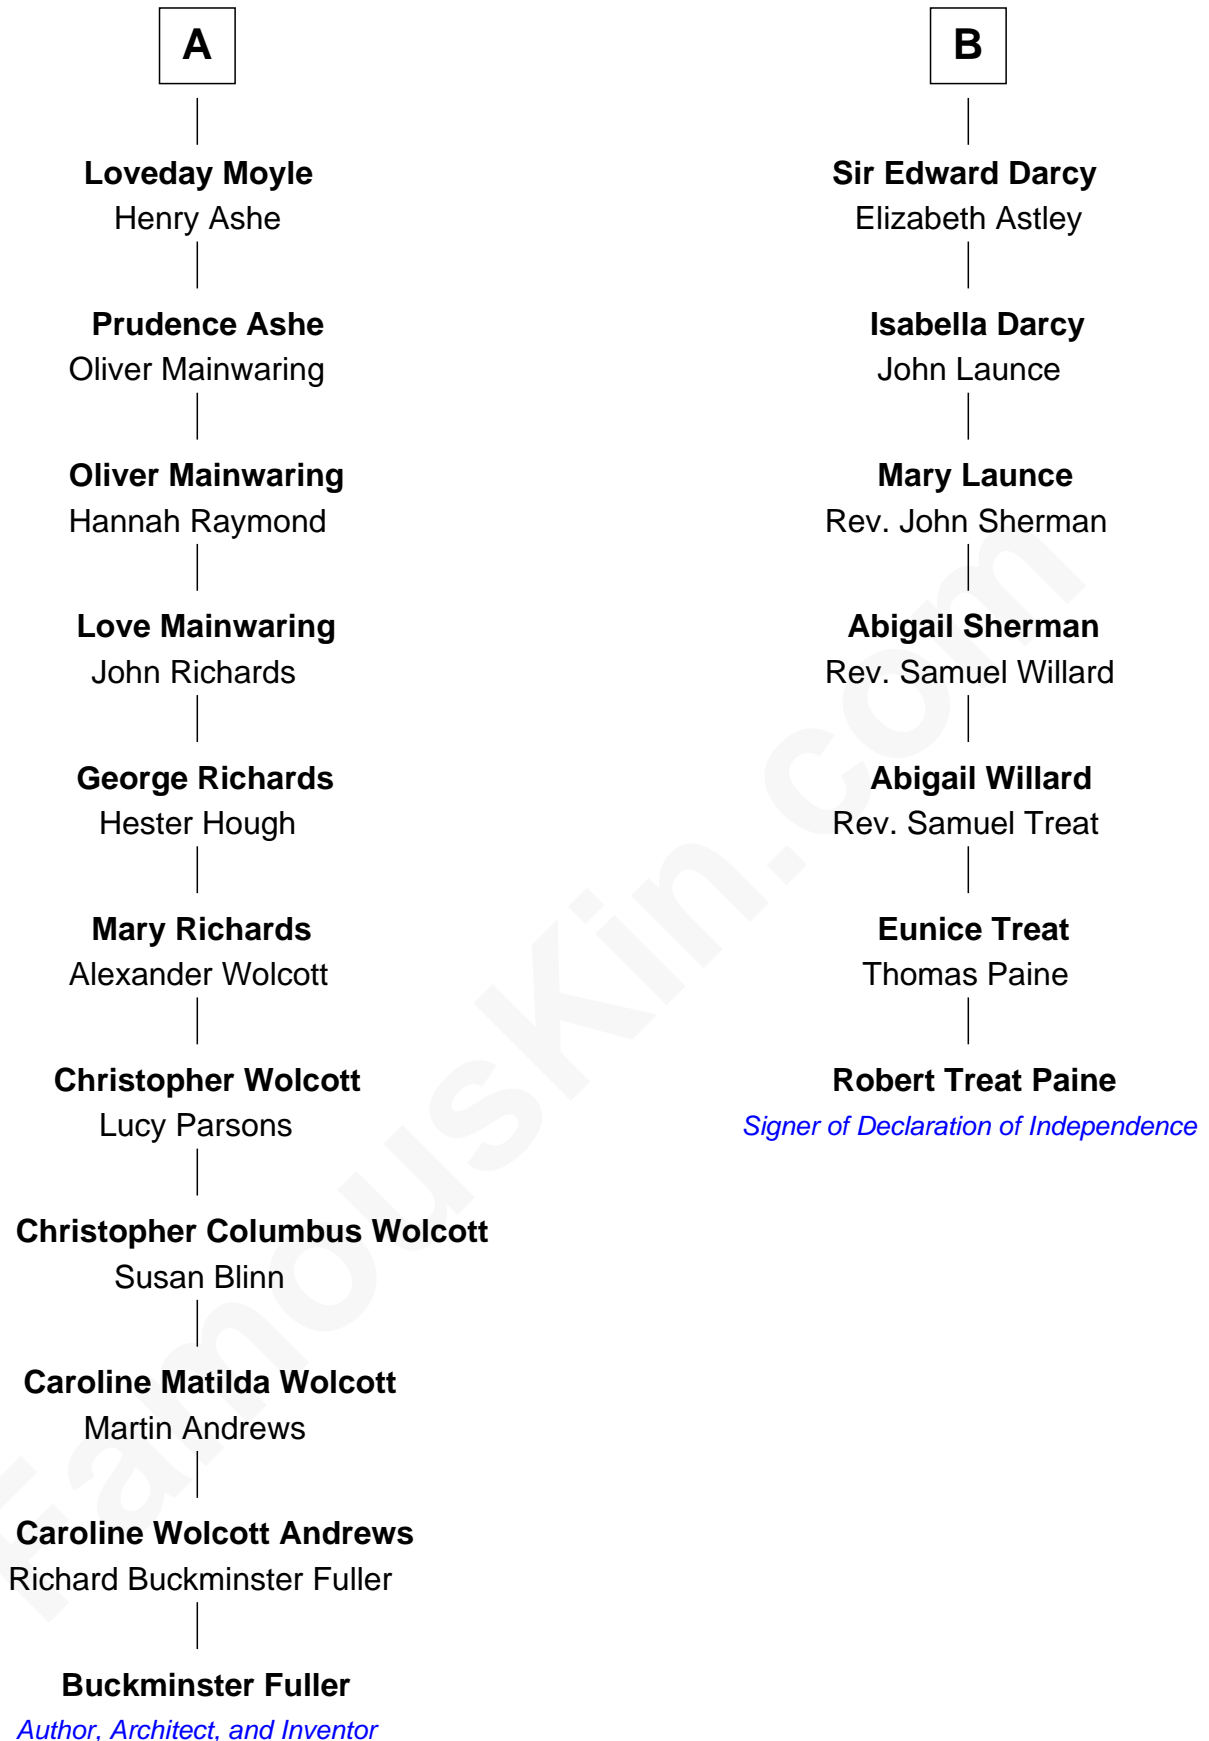 A
Loveday Moyle
Henry Ashe
Prudence Ashe
Oliver Mainwaring
Oliver Mainwaring
Hannah Raymond
Love Mainwaring
John Richards
George Richards
Hester Hough
Mary Richards
Alexander Wolcott
Christopher Wolcott
Lucy Parsons
Christopher Columbus Wolcott
Susan Blinn
Caroline Matilda Wolcott
Martin Andrews
Caroline Wolcott Andrews
Richard Buckminster Fuller
Buckminster Fuller
Author, Architect, and Inventor
B
Sir Edward Darcy
Elizabeth Astley
Isabella Darcy
John Launce
Mary Launce
Rev. John Sherman
Abigail Sherman
Rev. Samuel Willard
Abigail Willard
Rev. Samuel Treat
Eunice Treat
Thomas Paine
Robert Treat Paine
Signer of Declaration of Independence
FamousKin.com